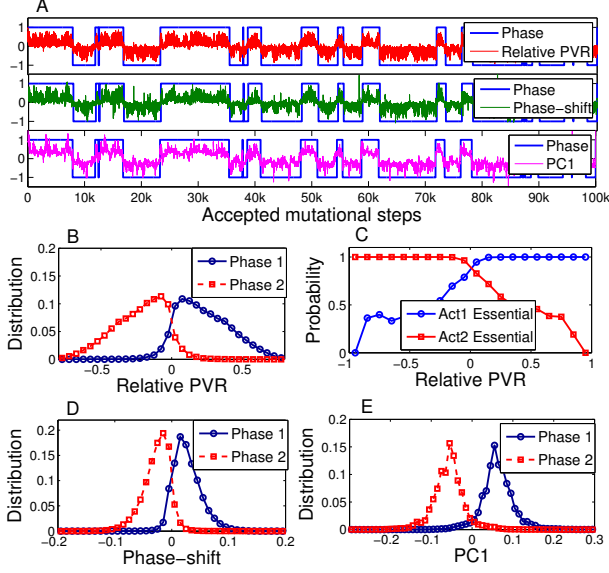 A
1
0
−1
Phase
Relative PVR
1
0
−1
Phase
Phase−shift
1
0
−1
Phase
PC1
0 10k 20k 30k 40k 50k 60k 70k 80k 90k 100k
Accepted mutational steps
B
Distribution
0.2
0.15
0.1
0.05
0
−0.5 0 0.5
Relative PVR
Phase 1
Phase 2
C
Probability
1
0.5
0
−1 −0.5 0 0.5 1
Relative PVR
Act1 Essential
Act2 Essential
D
Distribution
0.2
0.15
0.1
0.05
0
−0.2 −0.1 0 0.1 0.2
Phase−shift
Phase 1
Phase 2
E
Distribution
0.2
0.15
0.1
0.05
0
−0.2 −0.1 0 0.1 0.2 0.3
PC1
Phase 1
Phase 2